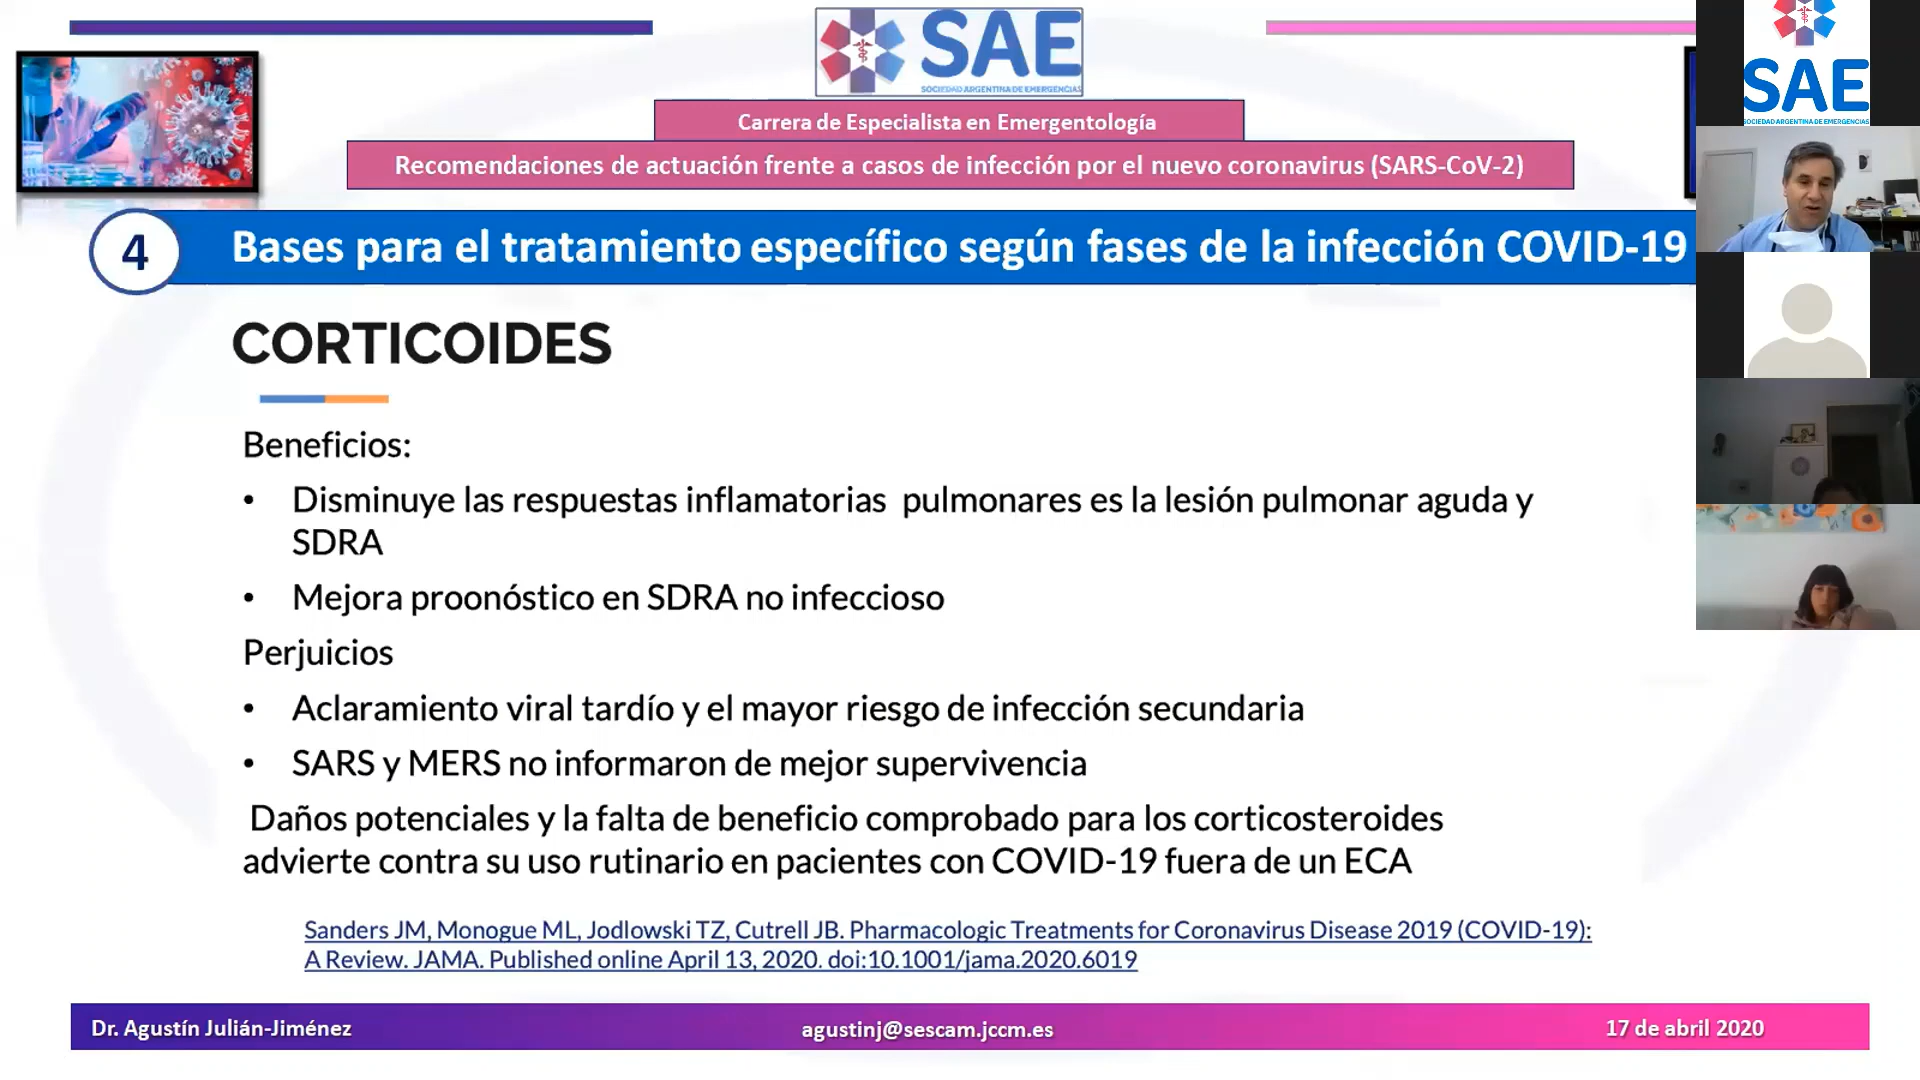 SAE
SOCIEDAD ARGENTINA DE EMERGENCIAS
Carrera de Especialista en Emergentología
Recomendaciones de actuación frente a casos de infección por el nuevo coronavirus (SARS-CoV-2)
4
Bases para el tratamiento específico según fases de la infección COVID-19
CORTICOIDES
Beneficios:
• Disminuye las respuestas inflamatorias pulmonares es la lesión pulmonar aguda y
SDRA
• Mejora proonóstico en SDRA no infeccioso
Perjuicios
• Aclaramiento viral tardío y el mayor riesgo de infección secundaria
• SARS y MERS no informaron de mejor supervivencia
Daños potenciales y la falta de beneficio comprobado para los corticosteroides
advierte contra su uso rutinario en pacientes con COVID-19 fuera de un ECA
Sanders JM, Monogue ML, Jodlowski TZ, Cutrell JB. Pharmacologic Treatments for Coronavirus Disease 2019 (COVID-19):
A Review. JAMA. Published online April 13, 2020. doi:10.1001/jama.2020.6019
Dr. Agustín Julián-Jiménez
agustinj@sescam.jccm.es
17 de abril 2020
SAE
SOCIEDAD ARGENTINA DE EMERGENCIAS